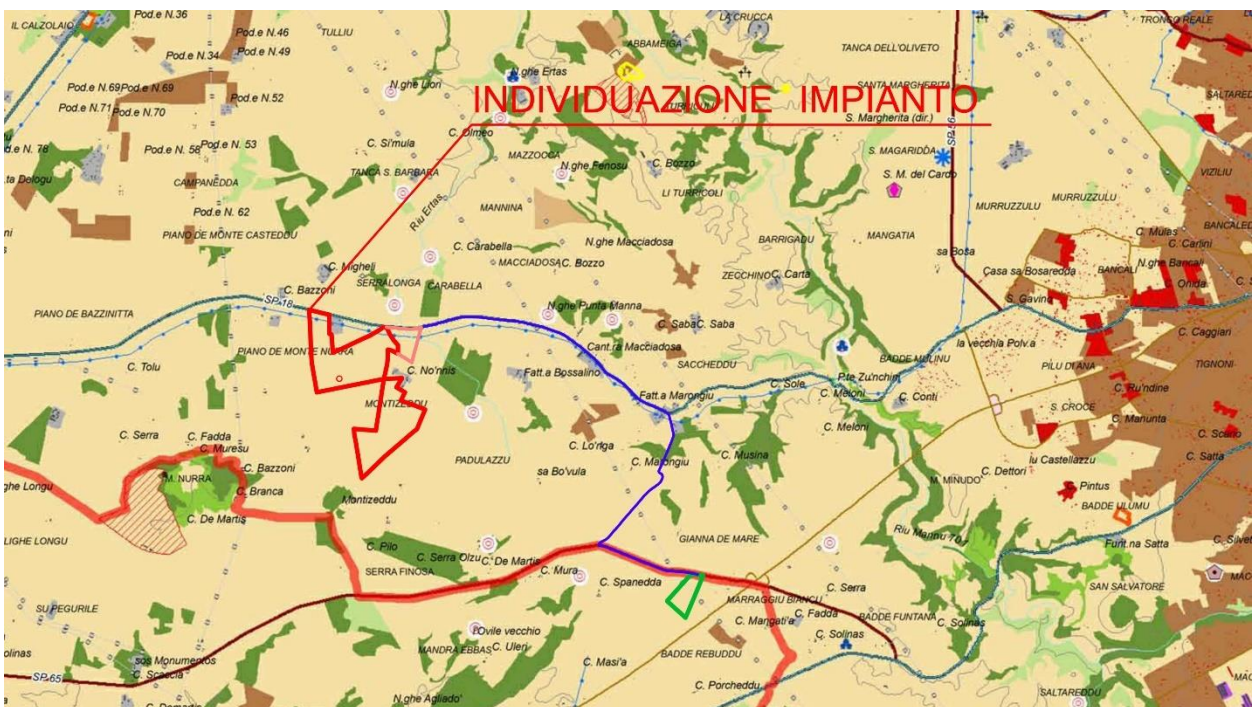 Pod.e N.36
IL CALZOLAIO
Pod.e N.46
TULLIU
LA CRUCCA
TRONCO REALE
Pod.e N.34
Pod.e N.49
ABBAMEIGA
TANCA DELL'OLIVETO
N.ghe Ertas
N.ghe Lion
SANTA MARGHERITA
Pod.e N.69
Pod.e N.69
Pod.e N.52
Pod.e N.71
Pod.e N.70
INDIVIDUAZIONE IMPIANTO
S. Margherita (dir.)
SP 16
C. Olmeo
C. Si'mula
Pod.e N. 58
Pod.e N. 53
MAZZOCCA
N.ghe Fenosu
C. Bozzo
S. MAGARIDDA
S. M. del Cardo
TANCA S. BARBARA
CAMPANEDDA
VIZILIU
LI TURRICOLI
MURRUZZULU
MURRUZZULU
Riu Ertas
MANNINA
Pod.e N. 62
PIANO DE MONTE CASTEDDU
C. Carabella
N.ghe Macciadosa
BARRIGADU
MANGATIA
C. Mulas
C. Carlini
sa Bosa
MACCIADOSA
C. Bozzo
C. Migheli
ZECCHINO
C. Carta
N.ghe Bancali
Casa sa Bosaredda
BANCALI
C. Onida
C. Bazzoni
SERRALONGA
CARABELLA
SP 18
S. Gavino
N.ghe Punta Manna
PIANO DE BAZZINITTA
C. Saba
C. Saba
C. Caggiari
Cant.ra Macciadosa
la vecchia Polv.a
PIANO DE MONTE NURRA
SACCHEDDU
BADDE MULINU
PILU DI ANA
TIGNONI
C. Tolu
C. No'nnis
Fatt.a Bossalino
P.te Zu'nchini
C. Sole
C. Meloni
C. Conti
C. Ru'ndine
MONTIZEDDU
Fatt.a Marongiu
S. CROCE
C. Manunta
C. Meloni
C. Serra
C. Fadda
C. Muresu
C. Lo'riga
C. Satta
PADULAZZU
C. Marongiu
C. Musina
lu Castellazzu
C. Bazzoni
sa Bo'vula
C. Dettori
M. NURRA
M. MINUDO
C. Pintus
C. Branca
Montizeddu
BADDE ULUMU
C. De Martis
Riu Mannu
GIANNA DE MARE
Funt.na Satta
C. Pilo
C. Serra Olzu
C. De Martis
SERRA FINOSA
C. Mura
C. Spanedda
C. Serra
SAN SALVATORE
SU PEGURILE
MARRAGGIU BIANCU
C. Fadda
BADDE FUNTANA
C. Mangati'a
C. Solinas
l'Ovile vecchio
C. Solinas
MANDRA EBBAS
C. Uleri
BADDE REBUDDU
sos Monumentos
C. Scaccia
SP 65
C. Masi'a
C. Porcheddu
SALTAREDDU
N.ghe Agliado'